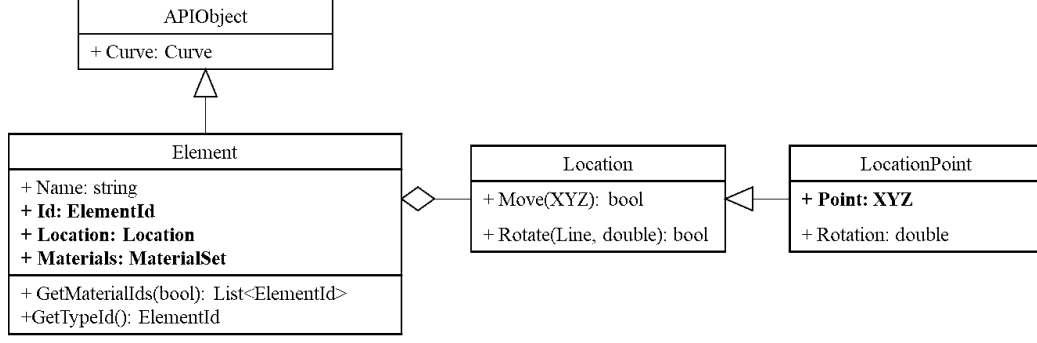 APIObject
+ Curve: Curve
Element
+ Name: string
+ Id: ElementId
+ Location: Location
+ Materials: MaterialSet
+ GetMaterialIds(bool): List<ElementId>
+GetTypeId(): ElementId
Location
+ Move(XYZ): bool
+ Rotate(Line, double): bool
LocationPoint
+ Point: XYZ
+ Rotation: double